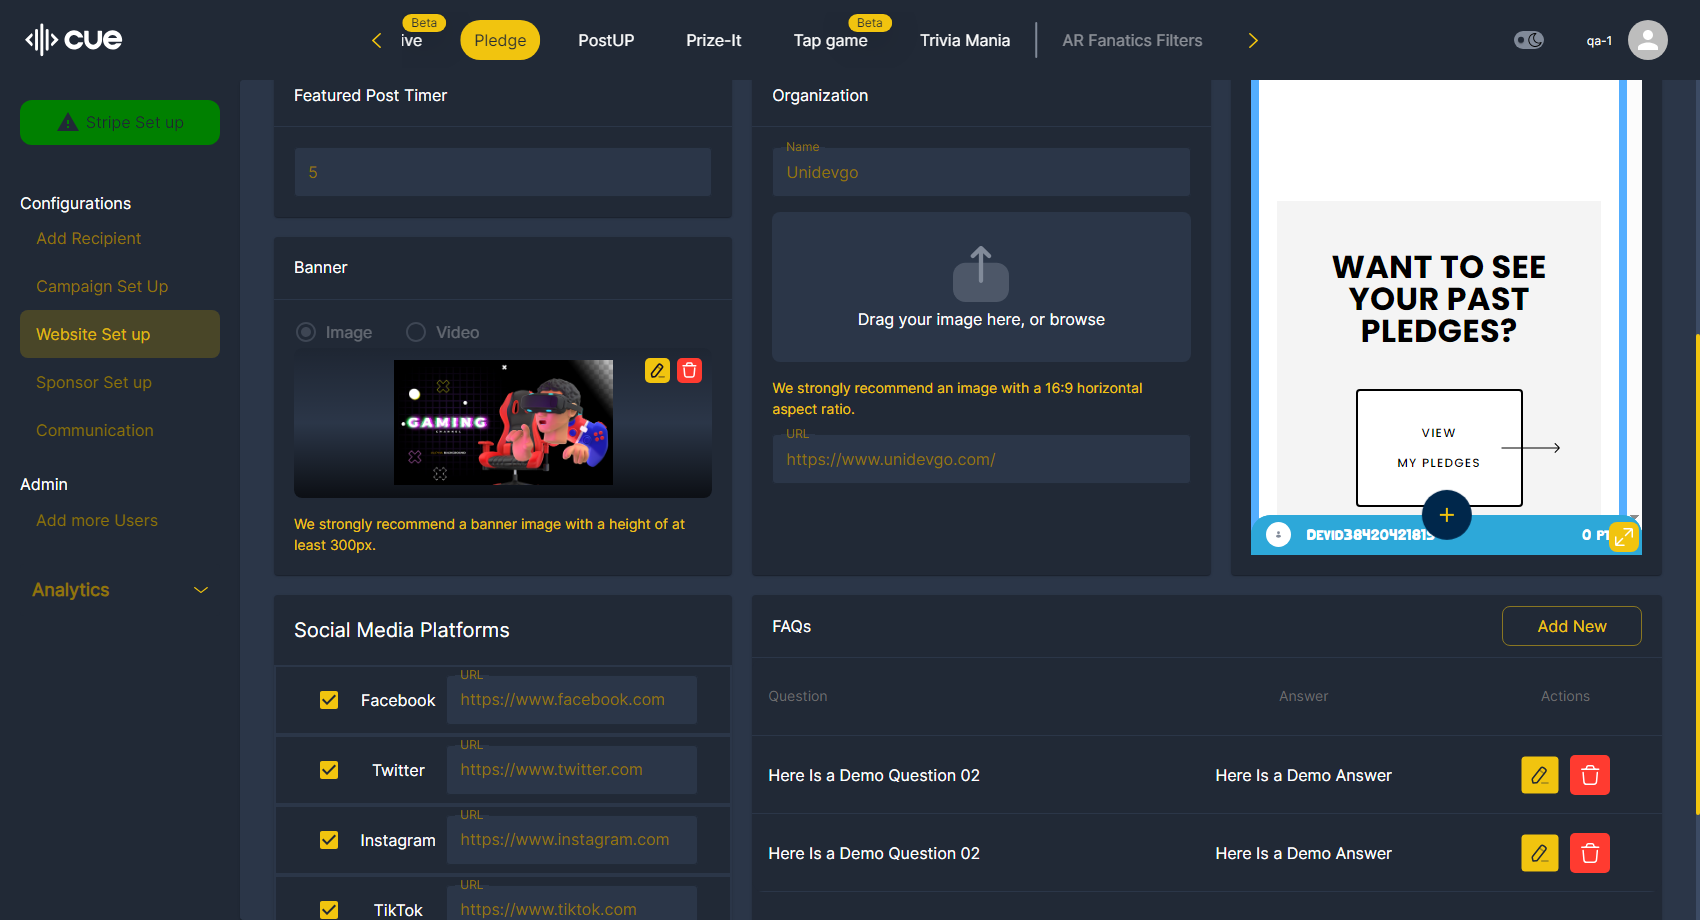 cue
Beta
ive
Pledge
PostUP
Prize-It
Beta
Tap game
Trivia Mania
AR Fanatics Filters
qa-1
Stripe Set up
Configurations
Add Recipient
Campaign Set Up
Website Set up
Sponsor Set up
Communication
Admin
Add more Users
Analytics
Featured Post Timer
5
Banner
Image
Video
GAMING
We strongly recommend a banner image with a height of at
least 300px.
Organization
Name
Unidevgo
Drag your image here, or browse
We strongly recommend an image with a 16:9 horizontal
aspect ratio.
URL
https://www.unidevgo.com/
WANT TO SEE
YOUR PAST
PLEDGES?
VIEW
MY PLEDGES
+
0 PT
Social Media Platforms
Facebook
URL
https://www.facebook.com
Twitter
URL
https://www.twitter.com
Instagram
URL
https://www.instagram.com
TikTok
URL
https://www.tiktok.com
FAQs
Add New
Question
Answer
Actions
Here Is a Demo Question 02
Here Is a Demo Answer
Here Is a Demo Question 02
Here Is a Demo Answer